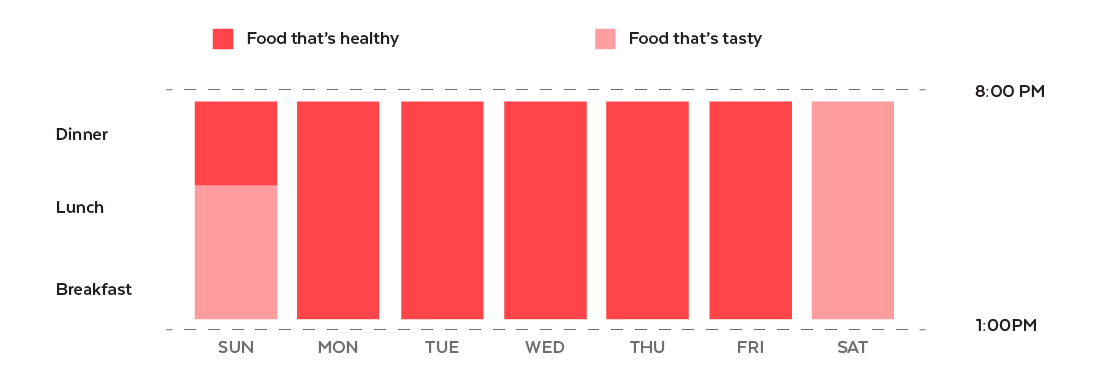 Food that's healthy
Food that's tasty
8:00 PM
Dinner
Lunch
Breakfast
1:00PM
SUN MON TUE WED THU FRI SAT